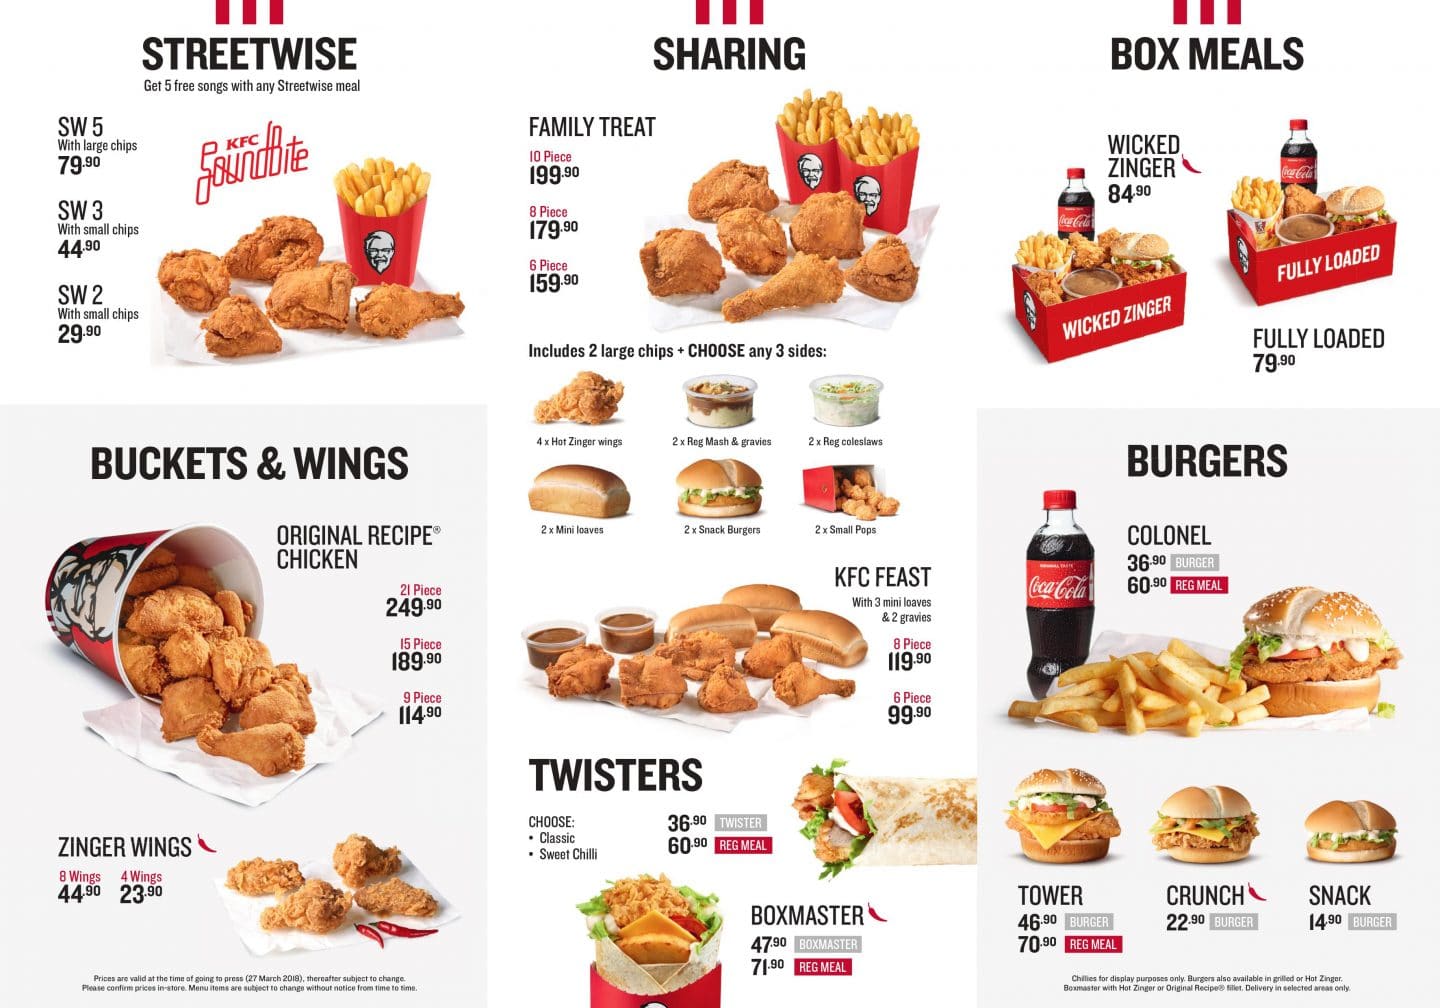 STREETWISE
Get 5 free songs with any Streetwise meal
SW 5
With large chips
79.90
SW 3
With small chips
44.90
SW 2
With small chips
29.90
KFC
Soundbite
BUCKETS & WINGS
ORIGINAL RECIPE®
CHICKEN
21 Piece
249.90
15 Piece
189.90
9 Piece
114.90
ZINGER WINGS
8 Wings 4 Wings
44.90 23.90
Prices are valid at the time of going to press (27 March 2018), thereafter subject to change.
Please confirm prices in-store. Menu items are subject to change without notice from time to time.
SHARING
FAMILY TREAT
10 Piece
199.90
8 Piece
179.90
6 Piece
159.90
Includes 2 large chips + CHOOSE any 3 sides:
4 x Hot Zinger wings
2 x Reg Mash & gravies
2 x Reg coleslaws
2 x Mini loaves
2 x Snack Burgers
2 x Small Pops
KFC FEAST
With 3 mini loaves
& 2 gravies
8 Piece
119.90
6 Piece
99.90
TWISTERS
CHOOSE:
• Classic
• Sweet Chilli
36.90 TWISTER
60.90 REG MEAL
BOXMASTER
47.90 BOXMASTER
71.90 REG MEAL
BOX MEALS
WICKED
ZINGER
84.90
Coca-Cola
WICKED ZINGER
Coca-Cola
FULLY LOADED
FULLY LOADED
79.90
BURGERS
COLONEL
36.90 BURGER
60.90 REG MEAL
ORIGINAL TASTE
Coca-Cola
TOWER
46.90 BURGER
70.90 REG MEAL
CRUNCH
22.90 BURGER
SNACK
14.90 BURGER
Chillies for display purposes only. Burgers also available in grilled or Hot Zinger.
Boxmaster with Hot Zinger or Original Recipe® fillet. Delivery in selected areas only.